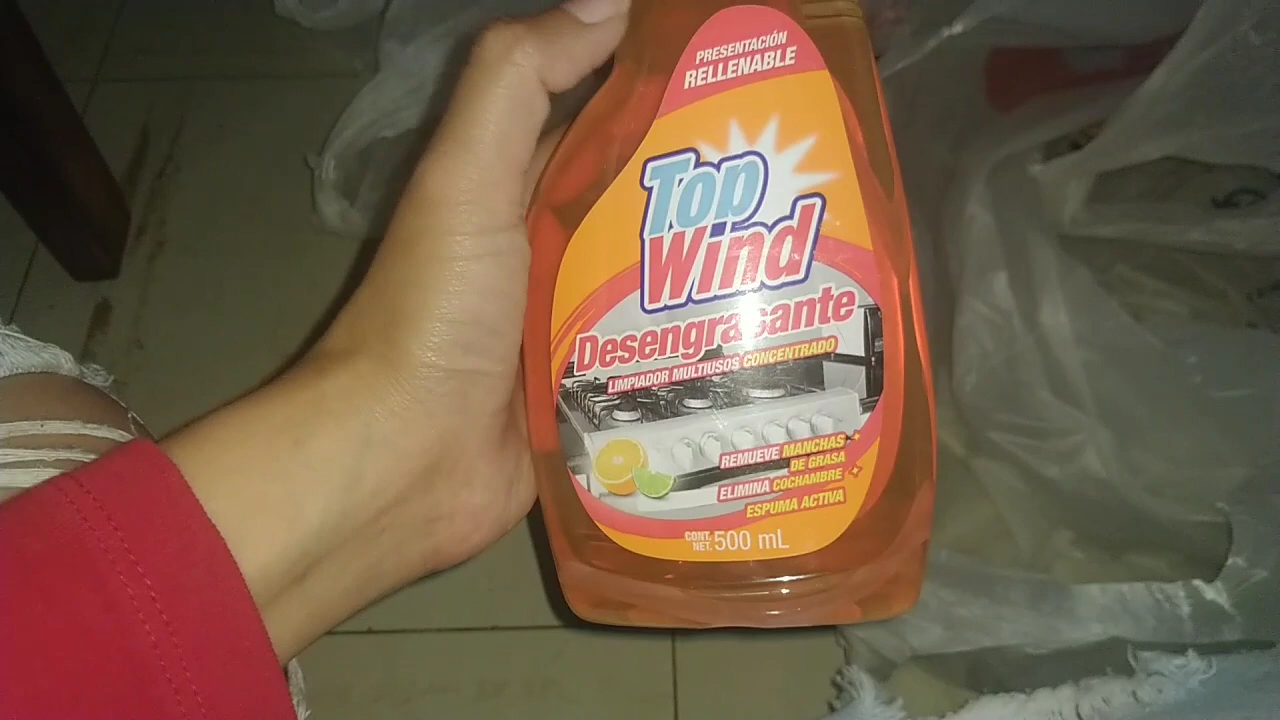 PRESENTACIÓN
RELLENABLE
Top
Wind
Desengrasante
LIMPIADOR MULTIUSOS CONCENTRADO
REMUEVE MANCHAS
DE GRASA
ELIMINA COCHAMBRE
ESPUMA ACTIVA
CONT.
NET. 500 mL